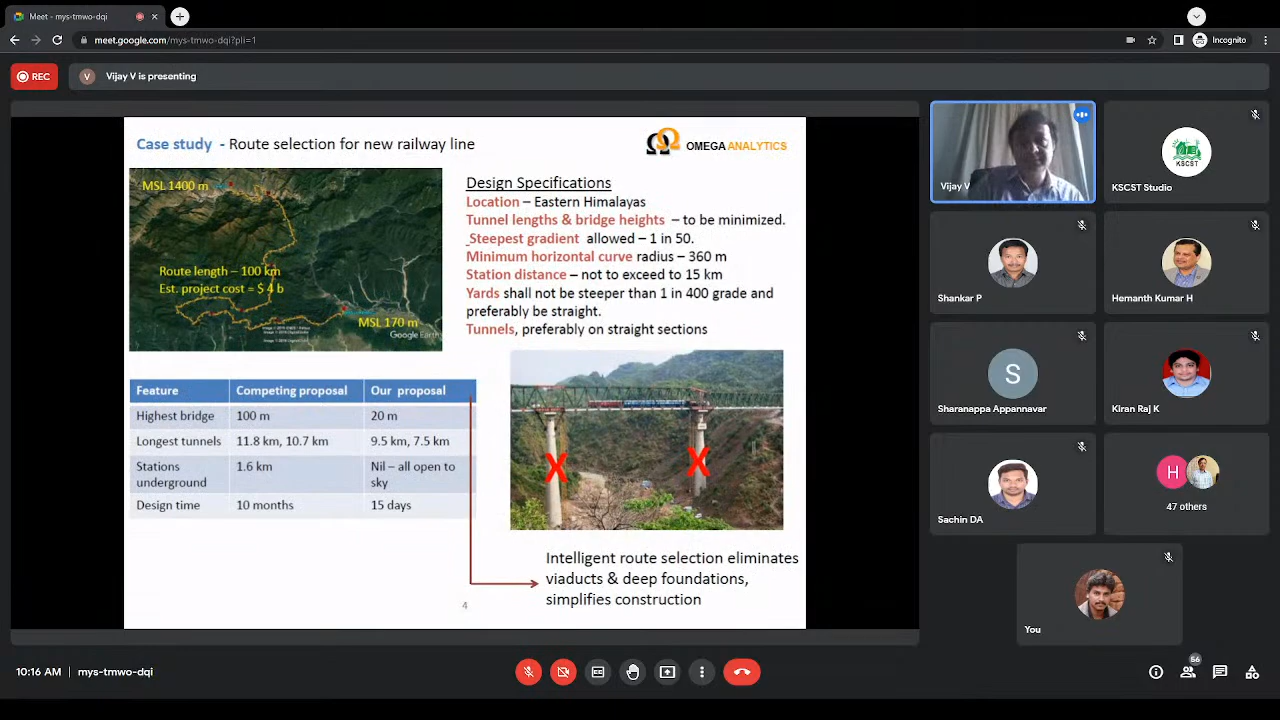 Meet - mys-tmwo-dqi
meet.google.com/mys-tmwo-dqi?pli=1
Incognito
REC
V
Vijay V is presenting
Case study - Route selection for new railway line
OMEGA ANALYTICS
MSL 1400 m
Route length – 100 km
Est. project cost = $ 4 b
MSL 170 m
Google Earth
Design Specifications
Location – Eastern Himalayas
Tunnel lengths & bridge heights – to be minimized.
Steepest gradient allowed – 1 in 50.
Minimum horizontal curve radius – 360 m
Station distance – not to exceed to 15 km
Yards shall not be steeper than 1 in 400 grade and
preferably be straight.
Tunnels, preferably on straight sections
Feature Competing proposal Our proposal
Highest bridge 100 m 20 m
Longest tunnels 11.8 km, 10.7 km 9.5 km, 7.5 km
Stations underground 1.6 km Nil – all open to sky
Design time 10 months 15 days
X X
Intelligent route selection eliminates
viaducts & deep foundations,
simplifies construction
4
Vijay V
KSCST
KSCST Studio
Shankar P
Hemanth Kumar H
S
Sharanappa Appannavar
Kiran Raj K
Sachin DA
H
47 others
You
10:16 AM | mys-tmwo-dqi
56